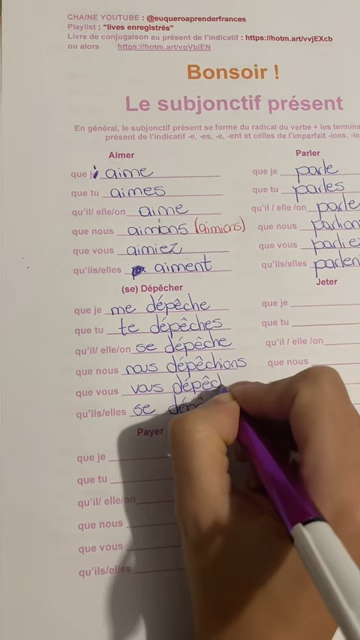 CHAINE YOUTUBE : @euqueroaprenderfrances
Playlist : "lives enregistrés"
Livre de conjugaison au présent de l'indicatif : https://hotm.art/vvjEXcb
ou alors https://hotm.art/vpVbIEN
Bonsoir !
Le subjonctif présent
En général, le subjonctif présent se forme du radical du verbe + les
présent de l'indicatif -e, -es, -e, -ent et celles de l'imparfait -ions,
Aimer
que j' aime
que tu aimes
qu'il/ elle/on aime
que nous (aimions)
que vous aimiez
qu'ils/elles aiment
(se) Dépêcher
que je me dépêche
que tu te dépêches
qu'il/ elle/on se dépêche
que nous nous dépêchions
que vous vous dépêc
qu'ils/elles se
Payer
que je
que tu
qu'il/ elle/on
que nous
que vous
qu'ils/elles
Parler
que je parle
que tu parles
qu'il / elle /on parle
que nous
que vous
qu'ils/elles
Jeter
que je
que tu
qu'il / elle /on
que nous